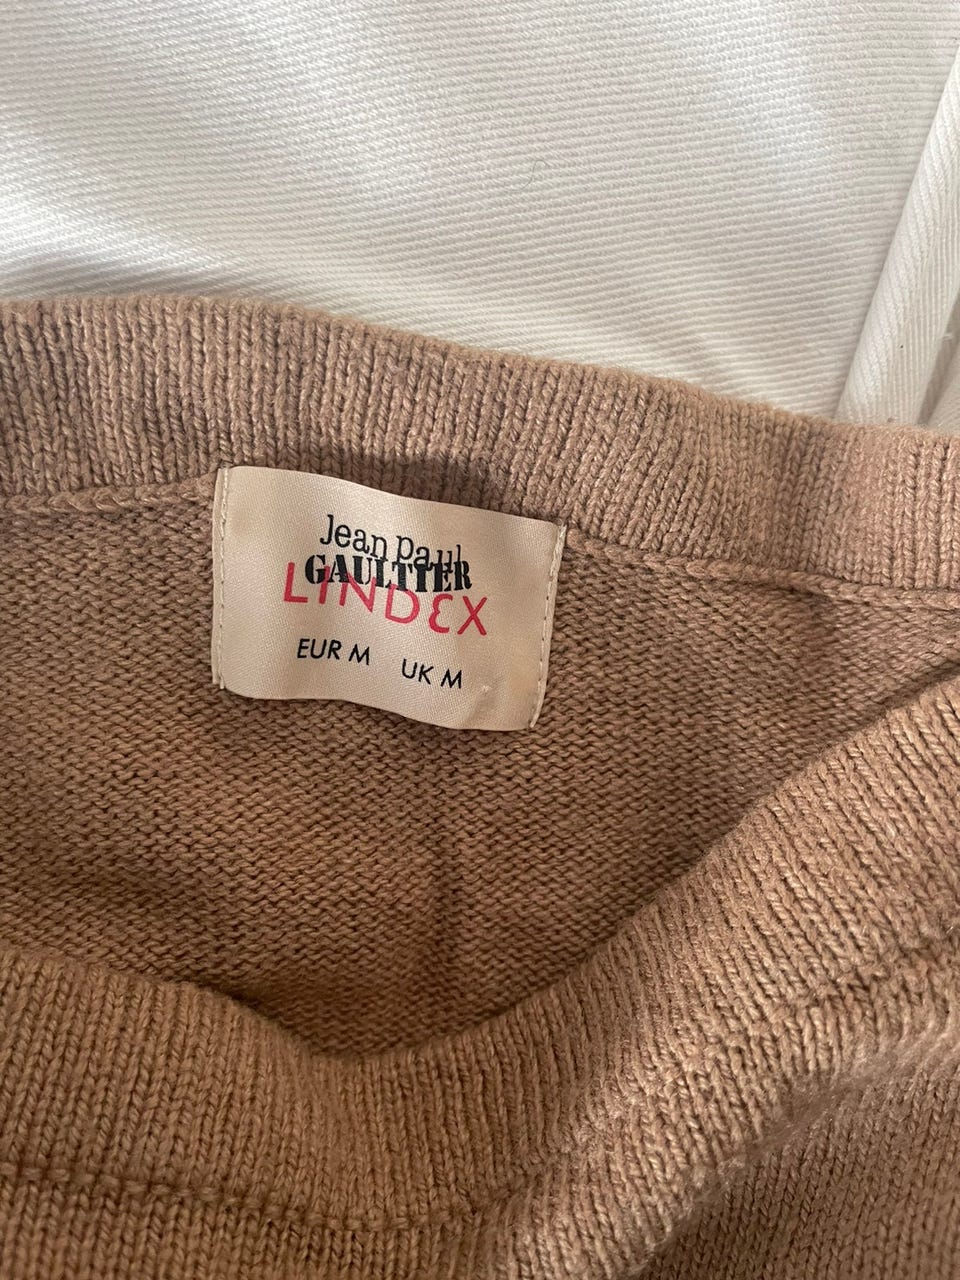 Jean Paul
GAULTIER
LINDEX
EUR M UK M